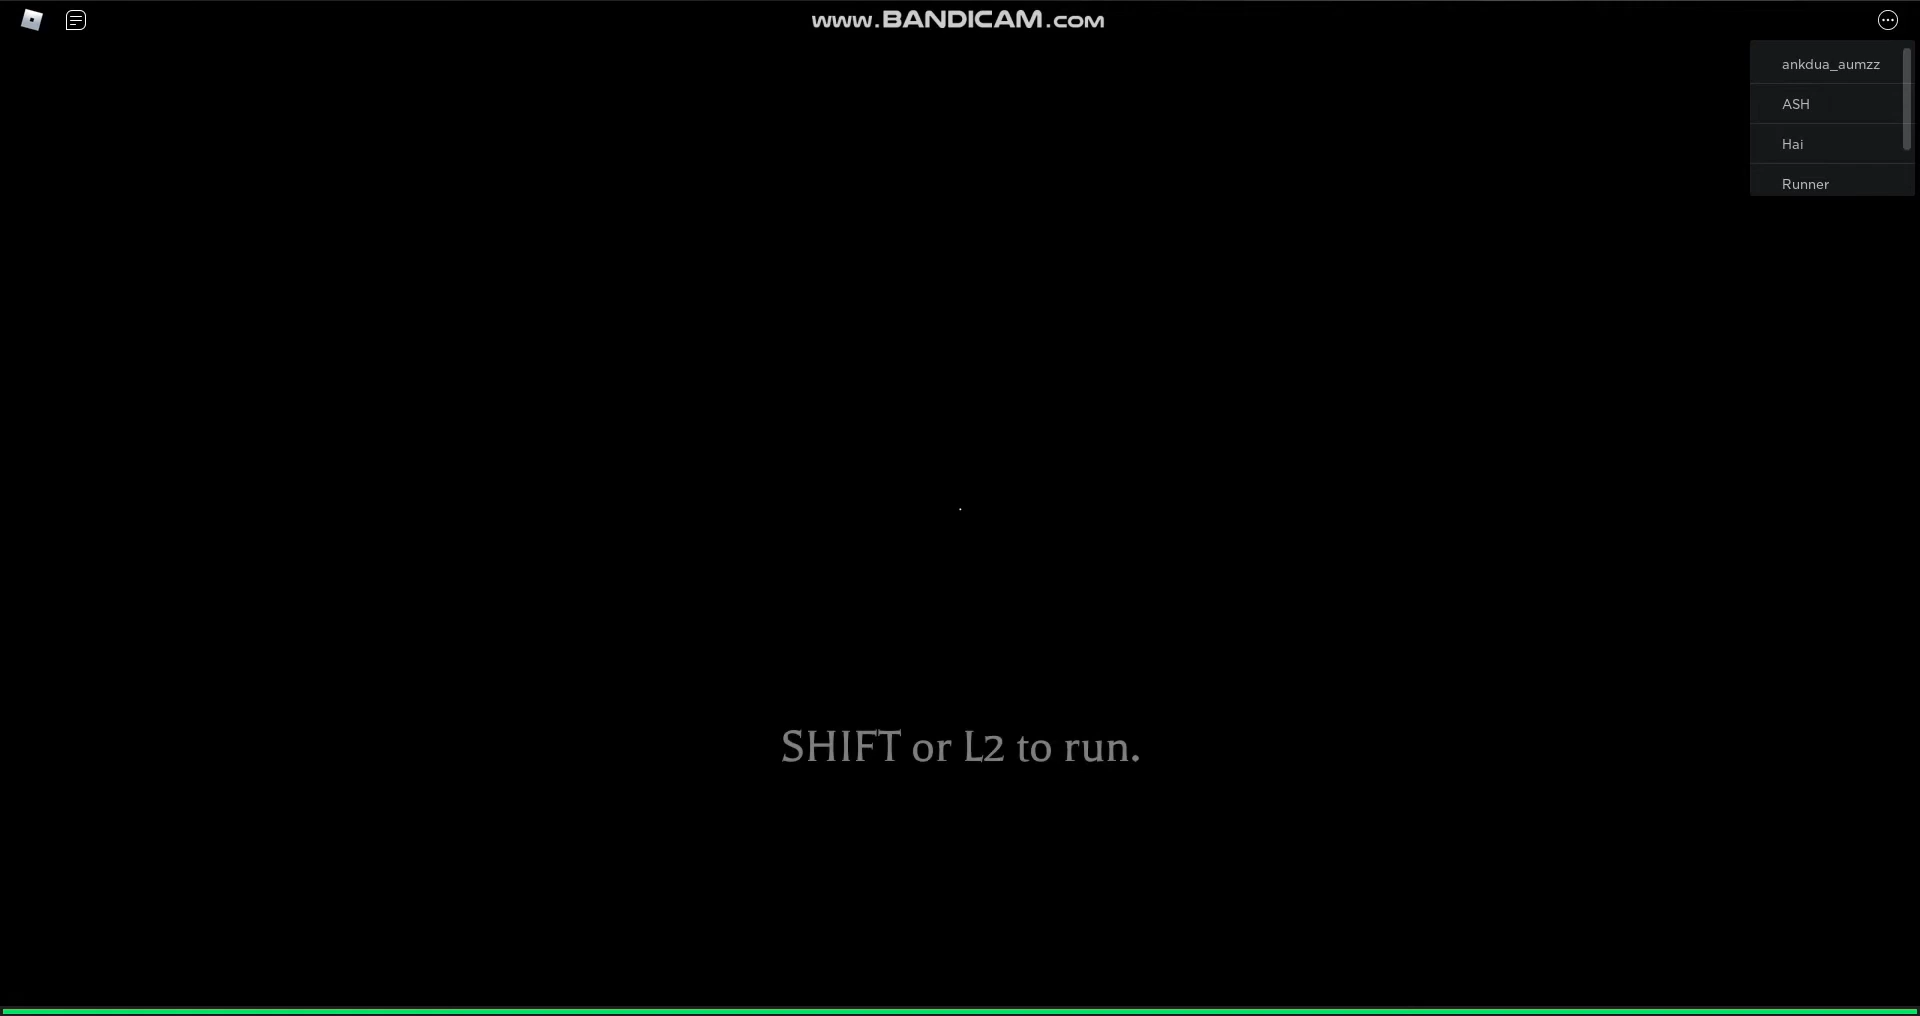 www.BANDICAM.com
ankdua_aumzz
ASH
Hai
Runner
SHIFT or L2 to run.